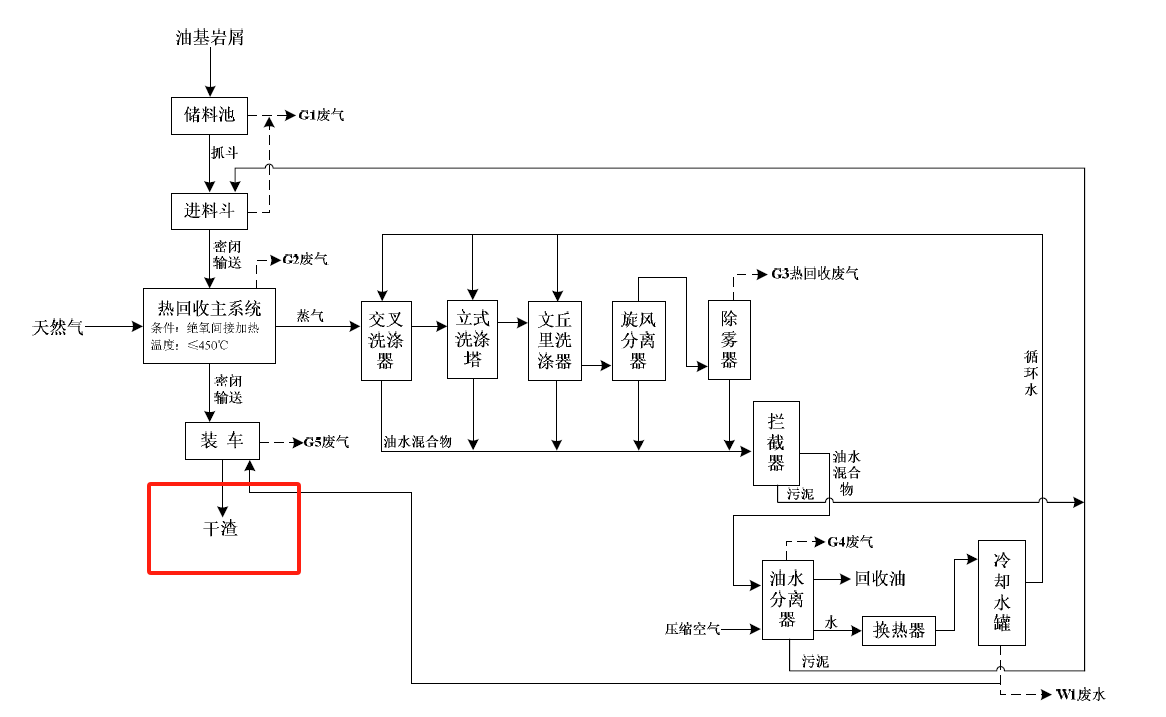 油基岩屑
储料池
G1废气
抓斗
进料斗
密闭
输送
G2废气
热回收主系统
条件：绝氧间接加热
温度：≤450℃
天然气
蒸气
交叉
洗涤
器
立式
洗涤
塔
文丘
里洗
涤器
旋风
分离
器
除
雾
器
G3热回收废气
循
环
水
密闭
输送
装 车
G5废气
油水混合物
拦
截
器
油水
混合
物
污泥
干渣
G4废气
油水
分离
器
回收油
压缩空气
水
换热器
冷
却
水
罐
污泥
W1废水